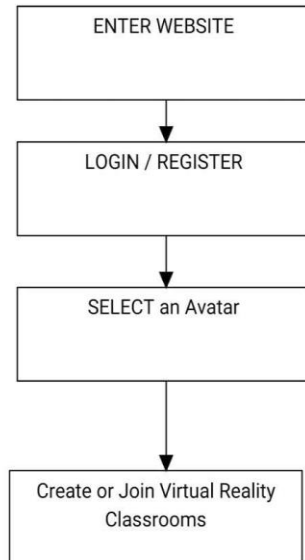 ENTER WEBSITE
LOGIN / REGISTER
SELECT an Avatar
Create or Join Virtual Reality
Classrooms